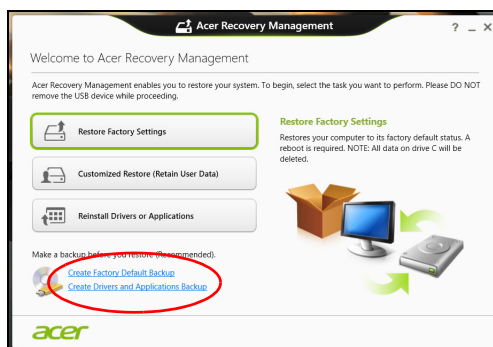 Acer Recovery Management
? _ X
Welcome to Acer Recovery Management
Acer Recovery Management enables you to restore your system. To begin, select the task you want to perform. Please DO NOT
remove the USB device while proceeding.
Restore Factory Settings
Customized Restore (Retain User Data)
Reinstall Drivers or Applications
Restore Factory Settings
Restores your computer to its factory default status. A
reboot is required. NOTE: All data on drive C will be
deleted.
Make a backup before you restore (Recommended).
Create Factory Default Backup
Create Drivers and Applications Backup
acer